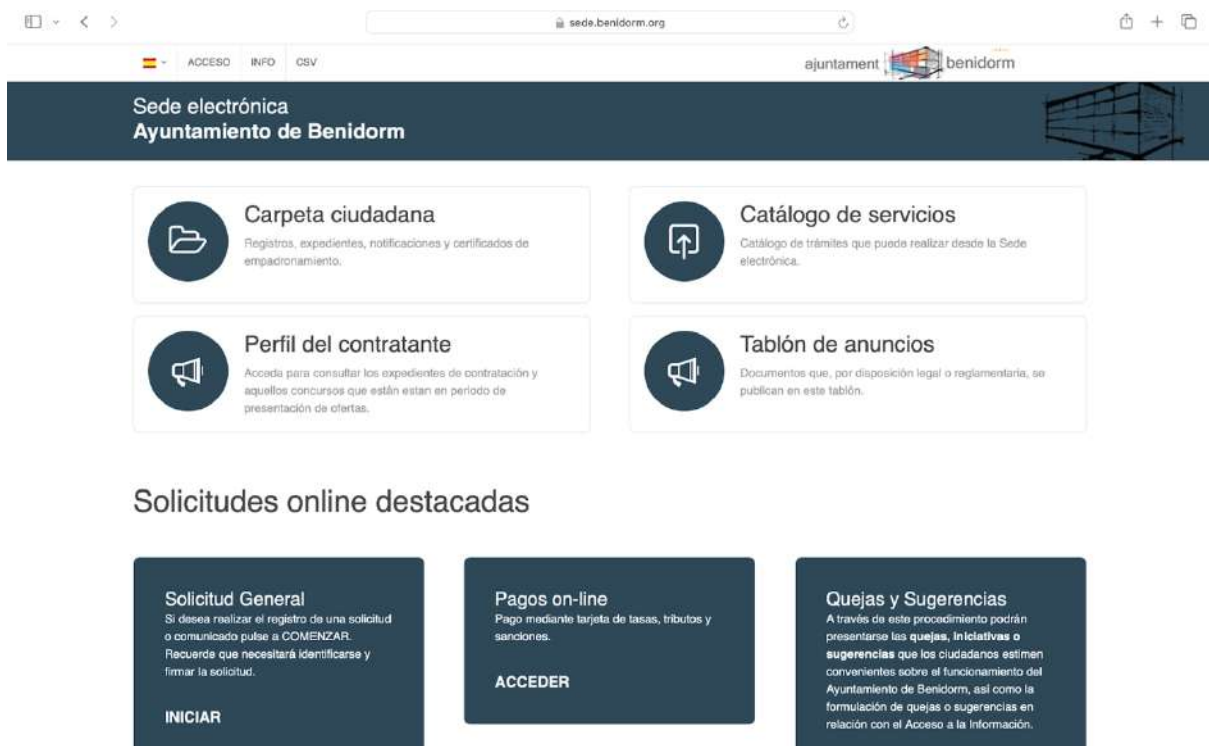 sede.benidorm.org
ACCESO INFO CSV
ajuntament benidorm
Sede electrónica
Ayuntamiento de Benidorm
Carpeta ciudadana
Registros, expedientes, notificaciones y certificados de
empadronamiento.
Catálogo de servicios
Catálogo de trámites que puede realizar desde la Sede
electrónica.
Perfil del contratante
Acceda para consultar los expedientes de contratación y
aquellos concursos que están estan en periodo de
presentación de ofertas.
Tablón de anuncios
Documentos que, por disposición legal o reglamentaria, se
publican en este tablón.
Solicitudes online destacadas
Solicitud General
Si desea realizar el registro de una solicitud
o comunicado pulse a COMENZAR.
Recuerde que necesitará identificarse y
firmar la solicitud.
INICIAR
Pagos on-line
Pago mediante tarjeta de tasas, tributos y
sanciones.
ACCEDER
Quejas y Sugerencias
A través de este procedimiento podrán
presentarse las quejas, iniciativas o
sugerencias que los ciudadanos estimen
convenientes sobre el funcionamiento del
Ayuntamiento de Benidorm, así como la
formulación de quejas o sugerencias en
relación con el Acceso a la Información.